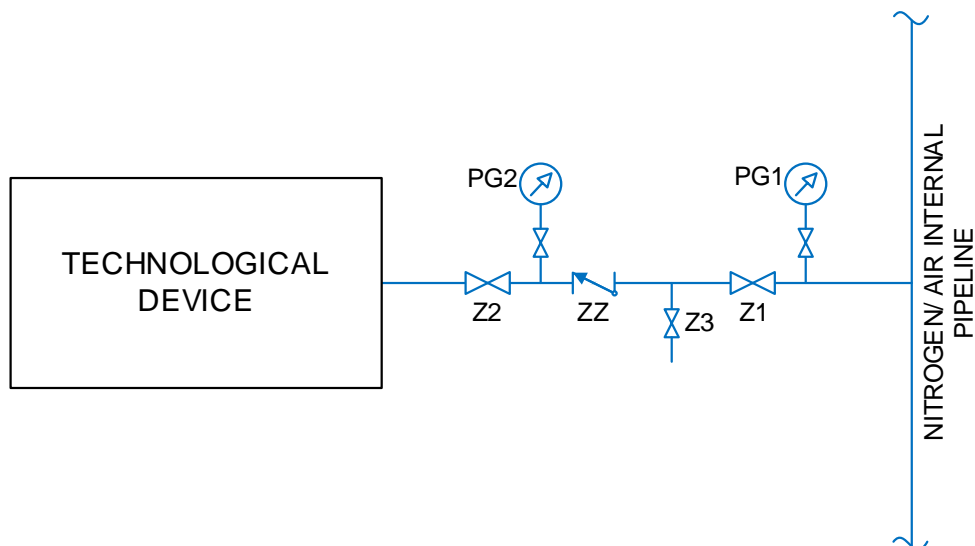 PG2
PG1
TECHNOLOGICAL
DEVICE
Z2
ZZ
Z3
Z1
NITROGEN/ AIR INTERNAL
PIPELINE